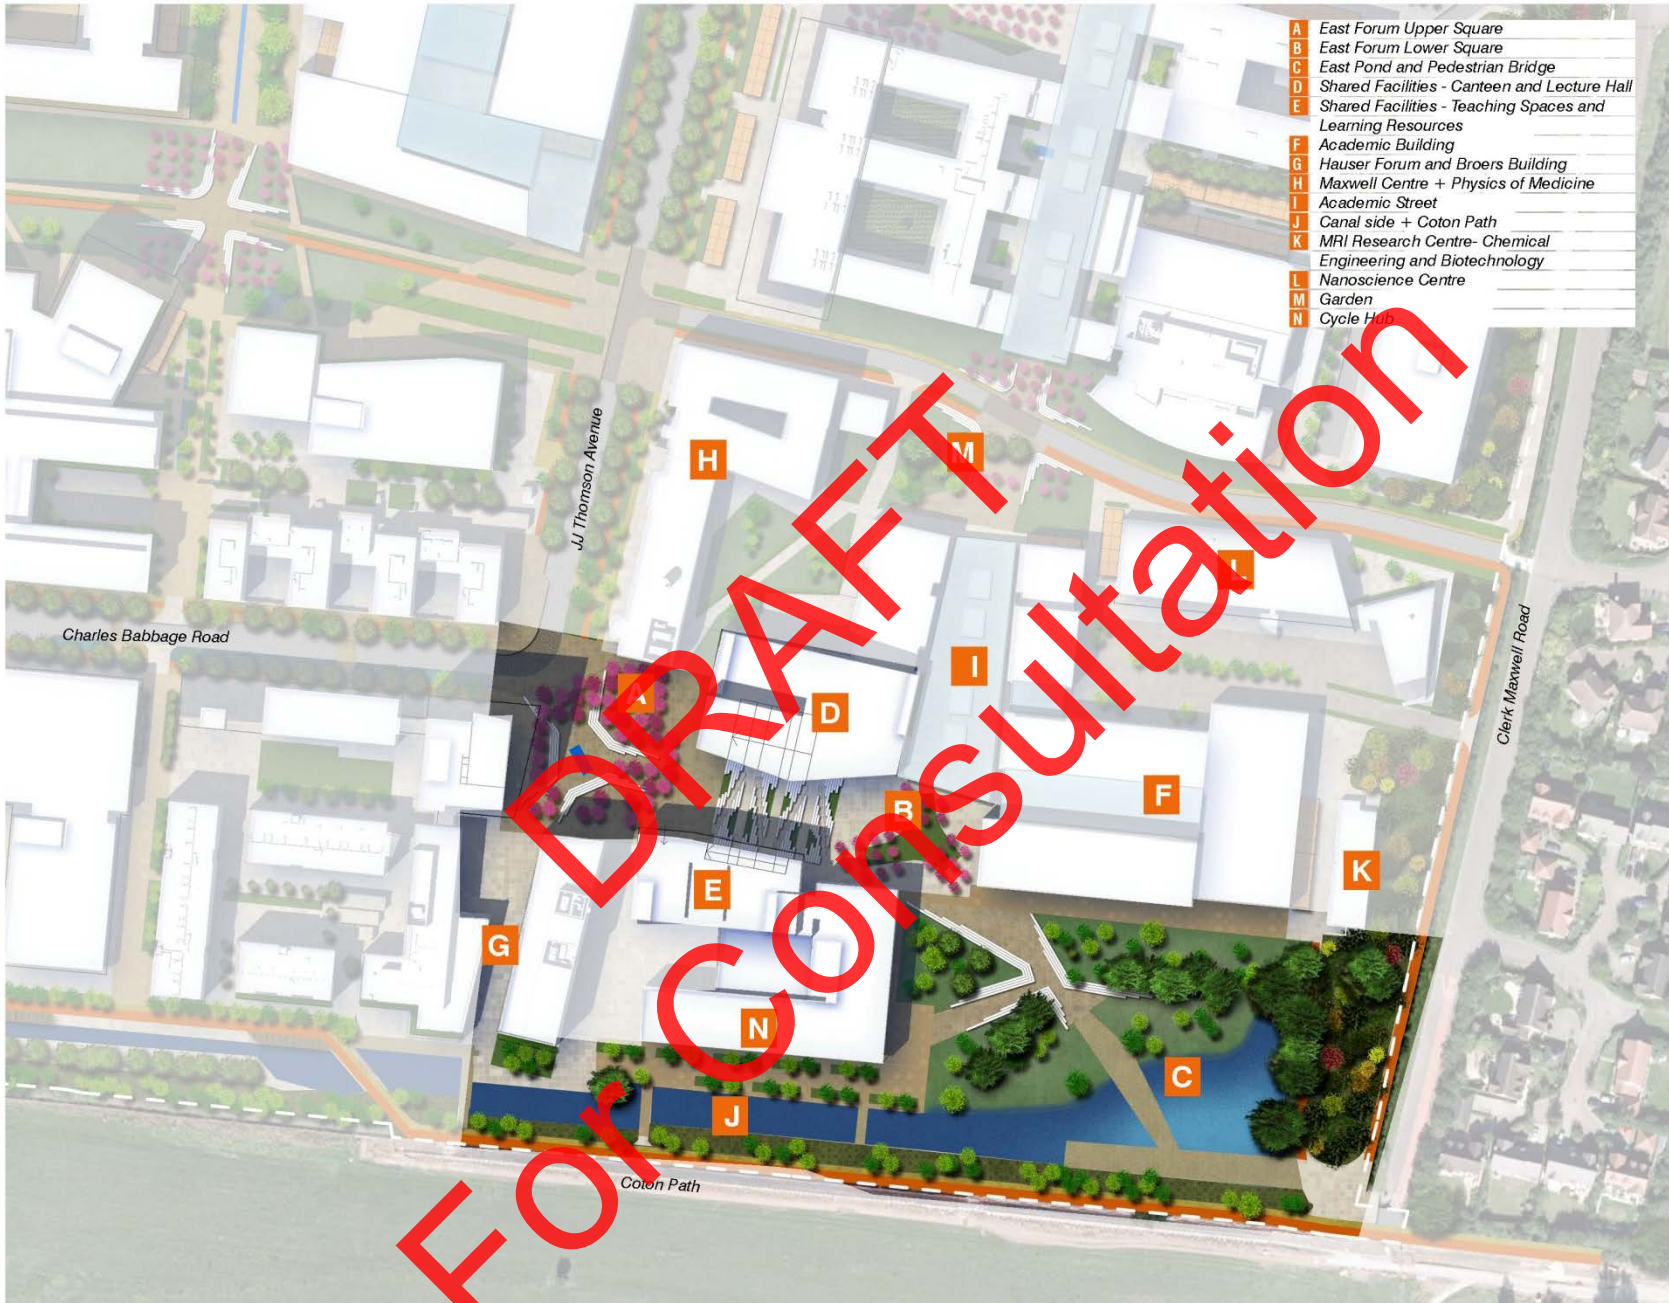 A East Forum Upper Square
B East Forum Lower Square
C East Pond and Pedestrian Bridge
D Shared Facilities - Canteen and Lecture Hall
E Shared Facilities - Teaching Spaces and
Learning Resources
F Academic Building
G Hauser Forum and Broers Building
H Maxwell Centre + Physics of Medicine
I Academic Street
J Canal side + Coton Path
K MRI Research Centre- Chemical
Engineering and Biotechnology
L Nanoscience Centre
M Garden
N Cycle Hub
H
M
JJ Thomson Avenue
L
Charles Babbage Road
Clerk Maxwell Road
I
A
D
F
B
K
E
G
N
C
J
Coton Path
DRAFT
For Consultation